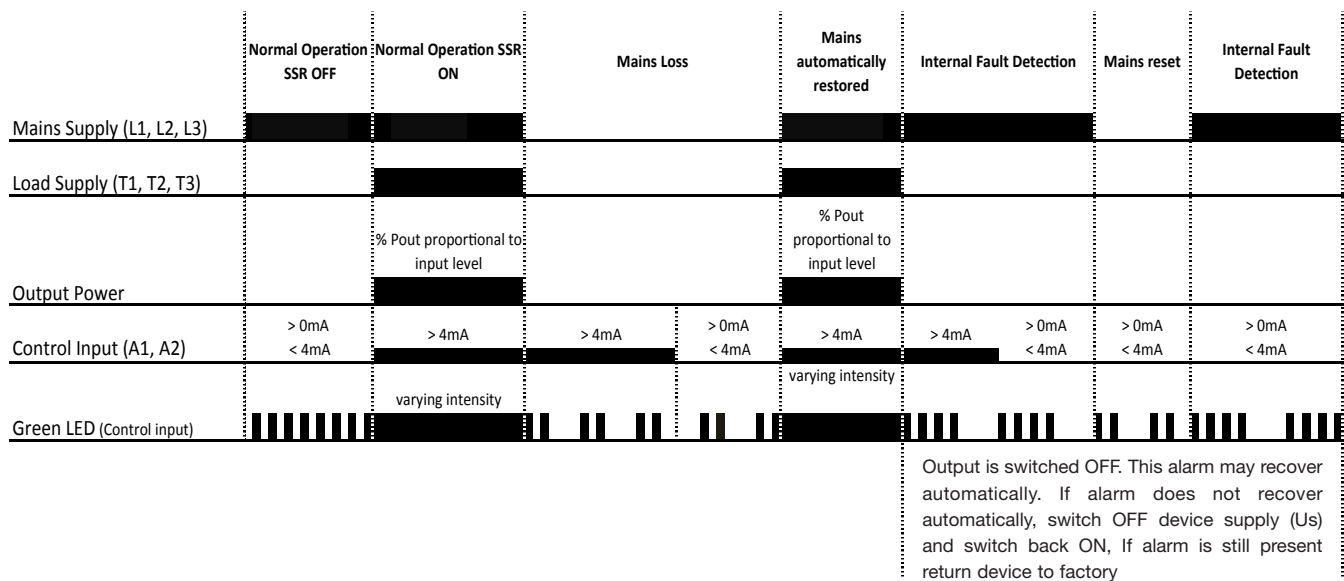 Normal Operation SSR OFF
Normal Operation SSR ON
Mains Loss
Mains automatically restored
Internal Fault Detection
Mains reset
Internal Fault Detection
Mains Supply (L1, L2, L3)
Load Supply (T1, T2, T3)
% Pout proportional to input level
% Pout proportional to input level
Output Power
Control Input (A1, A2)
> 0mA
< 4mA
> 4mA
> 4mA
> 0mA
< 4mA
> 4mA
> 4mA
> 0mA
< 4mA
> 0mA
< 4mA
> 0mA
< 4mA
varying intensity
varying intensity
Green LED (Control input)
Output is switched OFF. This alarm may recover
automatically. If alarm does not recover
automatically, switch OFF device supply (Us)
and switch back ON, If alarm is still present
return device to factory